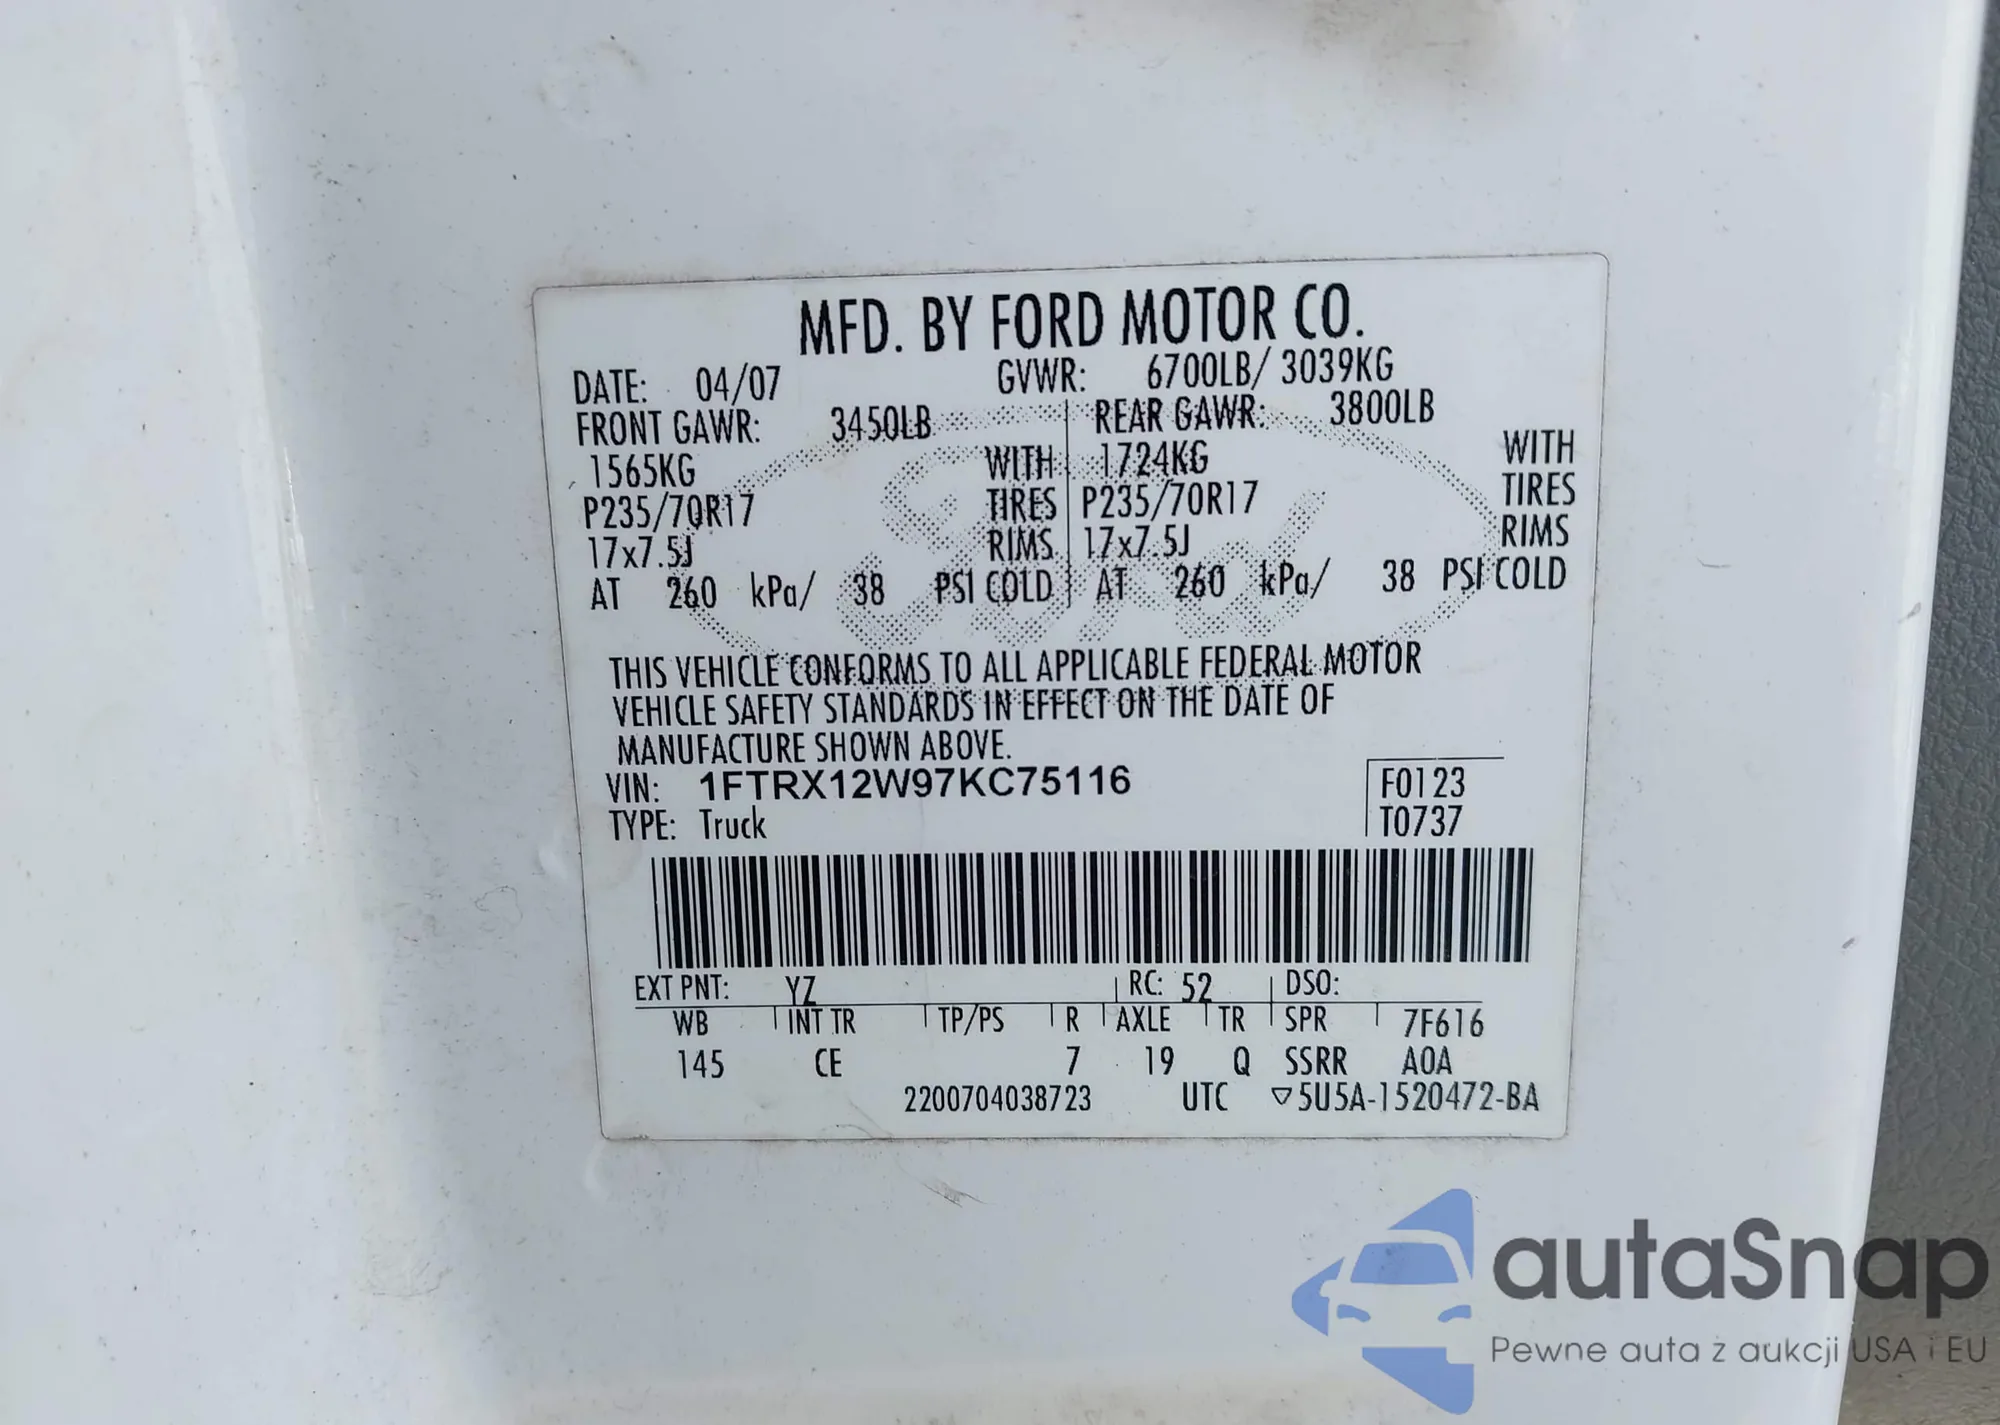 MFD. BY FORD MOTOR CO.
DATE: 04/07 GVWR: 6700LB/ 3039KG
FRONT GAWR: 3450LB REAR GAWR: 3800LB
1565KG WITH 1724KG WITH
P235/70R17 TIRES P235/70R17 TIRES
17x7.5J RIMS 17x7.5J RIMS
AT 260 kPa/ 38 PSI COLD AT 260 kPa/ 38 PSI COLD
THIS VEHICLE CONFORMS TO ALL APPLICABLE FEDERAL MOTOR
VEHICLE SAFETY STANDARDS IN EFFECT ON THE DATE OF
MANUFACTURE SHOWN ABOVE.
VIN: 1FTRX12W97KC75116 F0123
TYPE: Truck T0737
EXT PNT: YZ RC: 52 DSO:
WB INT TR TP/PS R AXLE TR SPR 7F616
145 CE 7 19 Q SSRR A0A
2200704038723 UTC ▽5U5A-1520472-BA
Ford
autaSnap
Pewne auta z aukcji USA i EU